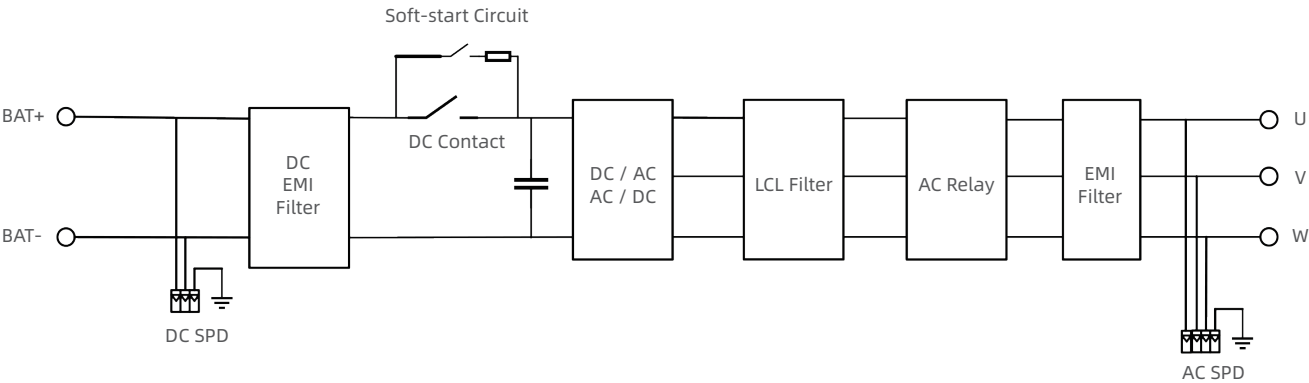 Soft-start Circuit
BAT+
U
DC Contact
DC
EMI
Filter
DC / AC
AC / DC
LCL Filter
AC Relay
EMI
Filter
V
BAT-
W
DC SPD
AC SPD